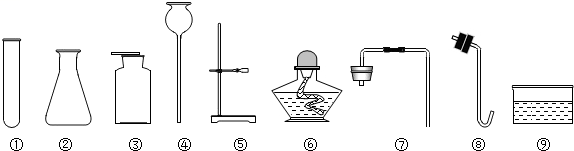 ① ② ③ ④ ⑤ ⑥ ⑦ ⑧ ⑨